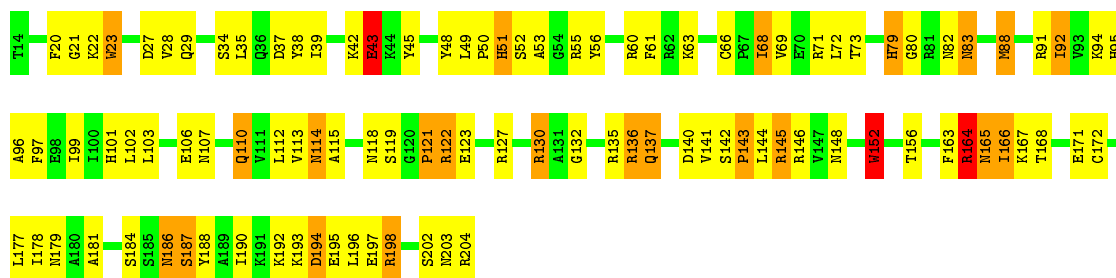 T14 F20 G21 K22 W23 D27 V28 Q29 S34 L35 Q36 D37 Y38 I39 K42 E43 K44 Y45 Y48 L49 P50 H51 S52 A53 G54 R55 Y56 R60 F61 R62 K63 C66 P67 I68 V69 E70 R71 L72 T73 H79 G80 R81 N82 N83 M88 R91 I92 V93 K94 H95
A96 F97 E98 I99 I100 H101 L102 L103 E106 N107 Q110 V111 L112 V113 N114 A115 N118 S119 G120 P121 R122 E123 R127 R130 A131 G132 R135 R136 Q137 D140 V141 S142 P143 L144 R145 R146 V147 N148 W152 T156 F163 R164 N165 I166 K167 T168 E171 C172
L177 I178 N179 A180 A181 S184 S185 N186 S187 Y188 A189 I190 K191 K192 K193 D194 E195 L196 E197 R198 S202 N203 R204